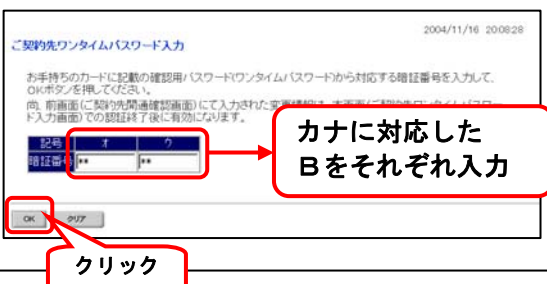 2004/11/16 20:08:28
ご契約先ワンタイムパスワード入力
お手持ちのカードに記載の確認用パスワード(ワンタイムパスワード)から対応する暗証番号を入力して、
OKボタンを押してください。
尚、前画面(ご契約先開通確認画面)にて入力された変更情報は、本画面(ご契約先ワンタイムパスワー
ド入力画面)での認証終了後に有効になります。
記号 オ ウ
暗証番号 ** **
カナに対応した
Bをそれぞれ入力
OK クリア
クリック